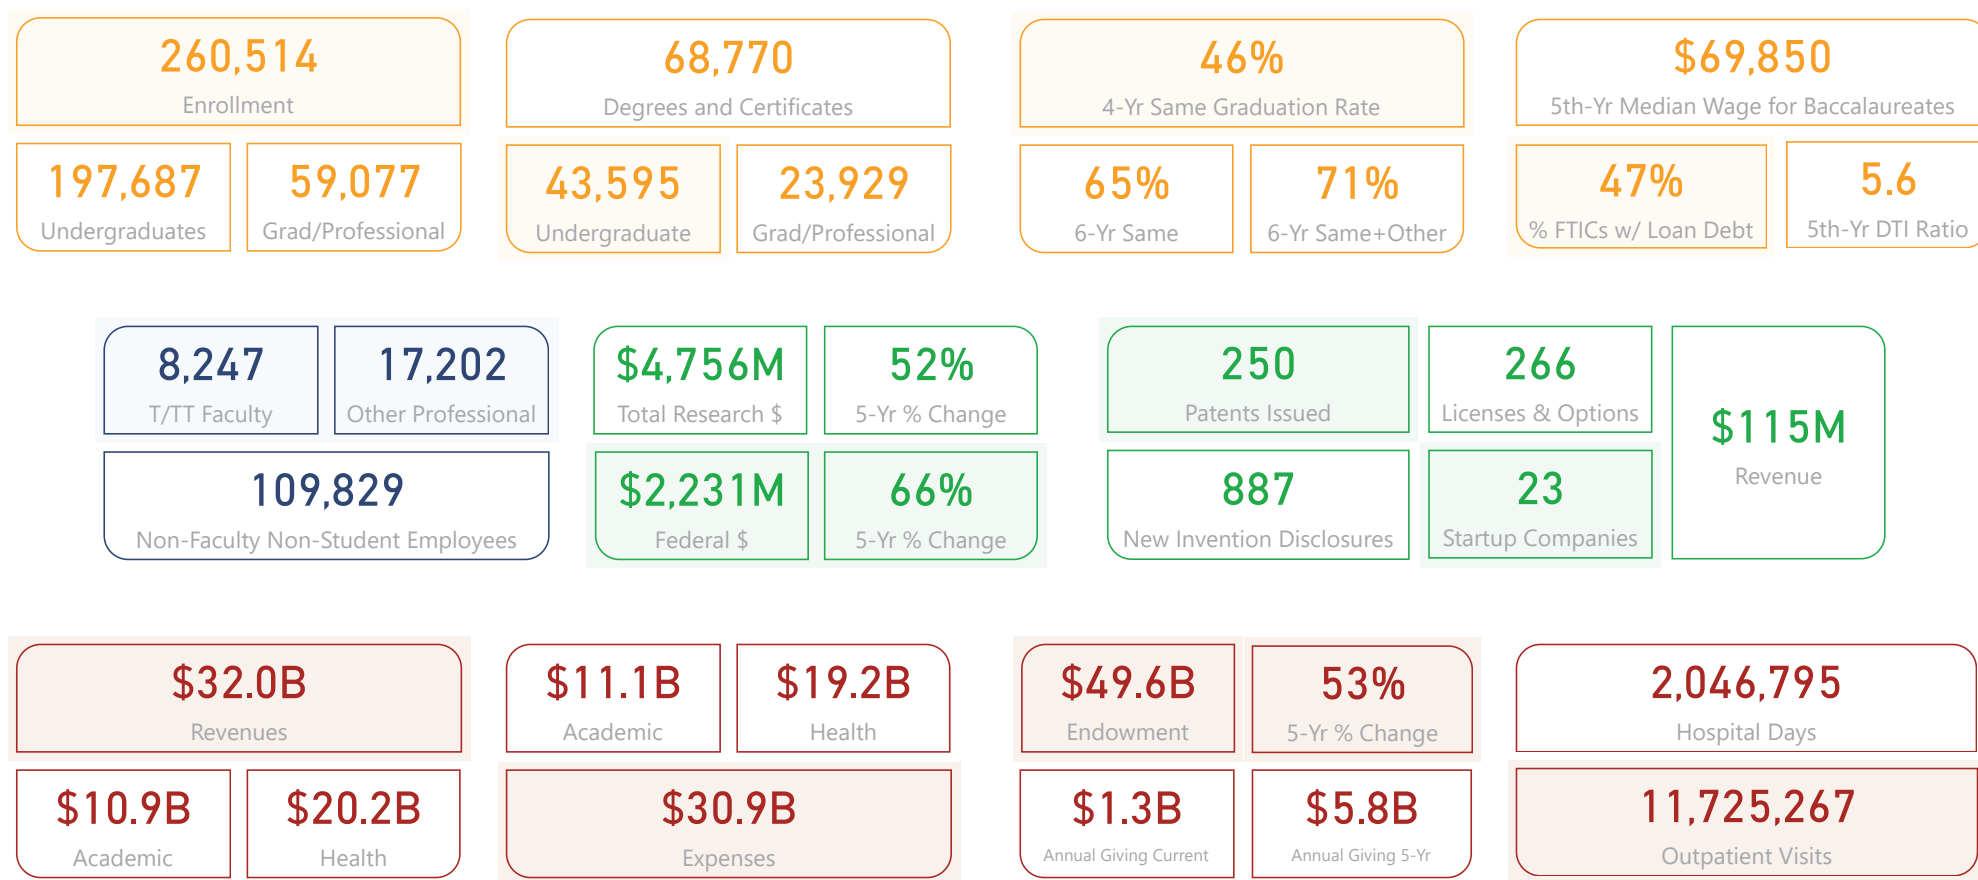 260,514
Enrollment
197,687
Undergraduates
59,077
Grad/Professional
68,770
Degrees and Certificates
43,595
Undergraduate
23,929
Grad/Professional
46%
4-Yr Same Graduation Rate
65%
6-Yr Same
71%
6-Yr Same+Other
$69,850
5th-Yr Median Wage for Baccalaureates
47%
% FTICs w/ Loan Debt
5.6
5th-Yr DTI Ratio
8,247
T/TT Faculty
17,202
Other Professional
109,829
Non-Faculty Non-Student Employees
$4,756M
Total Research $
52%
5-Yr % Change
$2,231M
Federal $
66%
5-Yr % Change
250
Patents Issued
266
Licenses & Options
887
New Invention Disclosures
23
Startup Companies
$115M
Revenue
$32.0B
Revenues
$10.9B
Academic
$20.2B
Health
$11.1B
Academic
$19.2B
Health
$30.9B
Expenses
$49.6B
Endowment
53%
5-Yr % Change
$1.3B
Annual Giving Current
$5.8B
Annual Giving 5-Yr
2,046,795
Hospital Days
11,725,267
Outpatient Visits